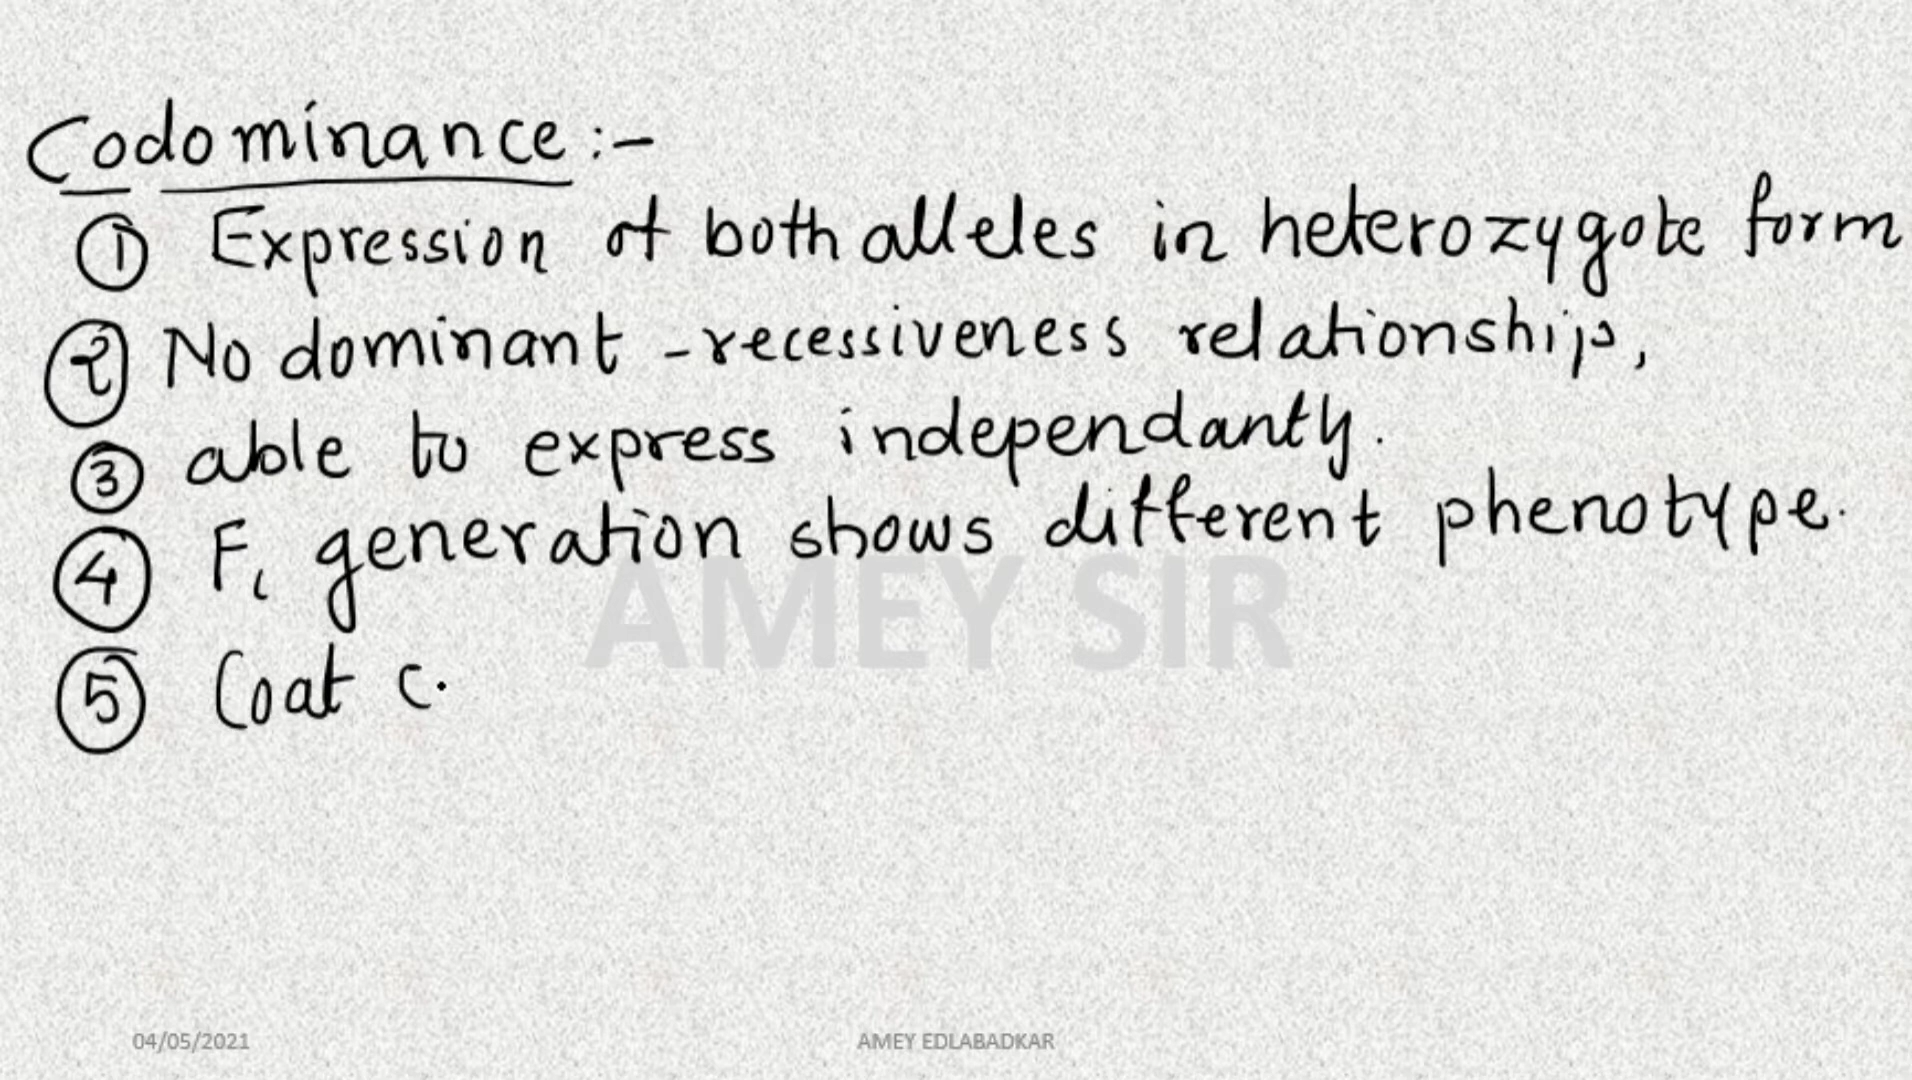 Codominance :-
① Expression of both alleles in heterozygote form
② No dominant - recessiveness relationship,
③ able to express independantly.
④ F₁ generation shows different phenotype.
⑤ Coat c.
AMEY SIR
04/05/2021 AMEY EDLABADKAR